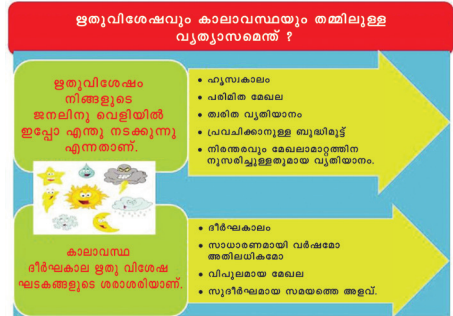 ഋതുവിശേഷവും കാലാവസ്ഥയും തമ്മിലുള്ള
വ്യത്യാസമെന്ത് ?
ഋതുവിശേഷം
നിങ്ങളുടെ
ജനലിനു വെളിയിൽ
ഇപ്പോ എന്തു നടക്കുന്നു
എന്നതാണ്.
• ഹൃസ്വകാലം
• പരിമിത മേഖല
• ത്വരിത വ്യതിയാനം
• പ്രവചിക്കാനുള്ള ബുദ്ധിമുട്ട്
• നിരന്തരവും മേഖലാമാറ്റത്തിന
നുസരിച്ചുള്ളതുമായ വ്യതിയാനം.
കാലാവസ്ഥ
ദീർഘകാല ഋതു വിശേഷ
ഘടകങ്ങളുടെ ശരാശരിയാണ്.
• ദീർഘകാലം
• സാധാരണമായി വർഷമോ
അതിലധികമോ
• വിപുലമായ മേഖല
• സുദീർഘമായ സമയത്തെ അളവ്.